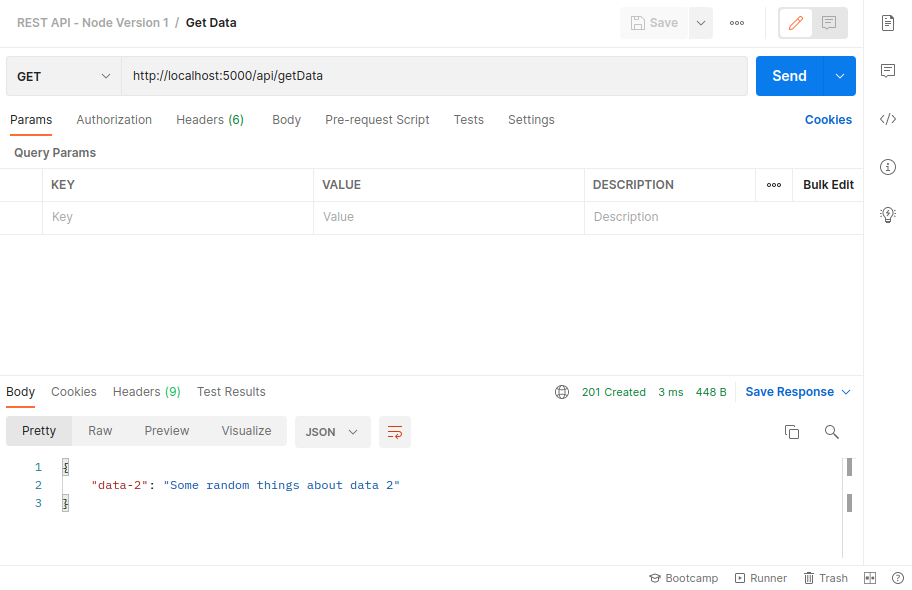 REST API - Node Version 1 / Get Data
Save
GET http://localhost:5000/api/getData Send
Params Authorization Headers (6) Body Pre-request Script Tests Settings Cookies
Query Params
KEY VALUE DESCRIPTION Bulk Edit
Key Value Description
Body Cookies Headers (9) Test Results 201 Created 3 ms 448 B Save Response
Pretty Raw Preview Visualize JSON
1 {
2 "data-2": "Some random things about data 2"
3 }
Bootcamp Runner Trash